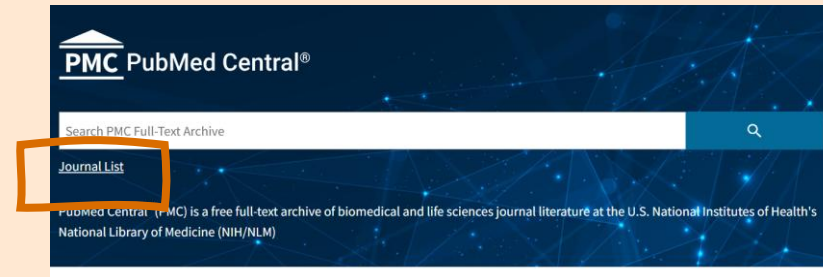 PMC PubMed Central®
Search PMC Full-Text Archive
Journal List
PubMed Central® (PMC) is a free full-text archive of biomedical and life sciences journal literature at the U.S. National Institutes of Health's
National Library of Medicine (NIH/NLM)